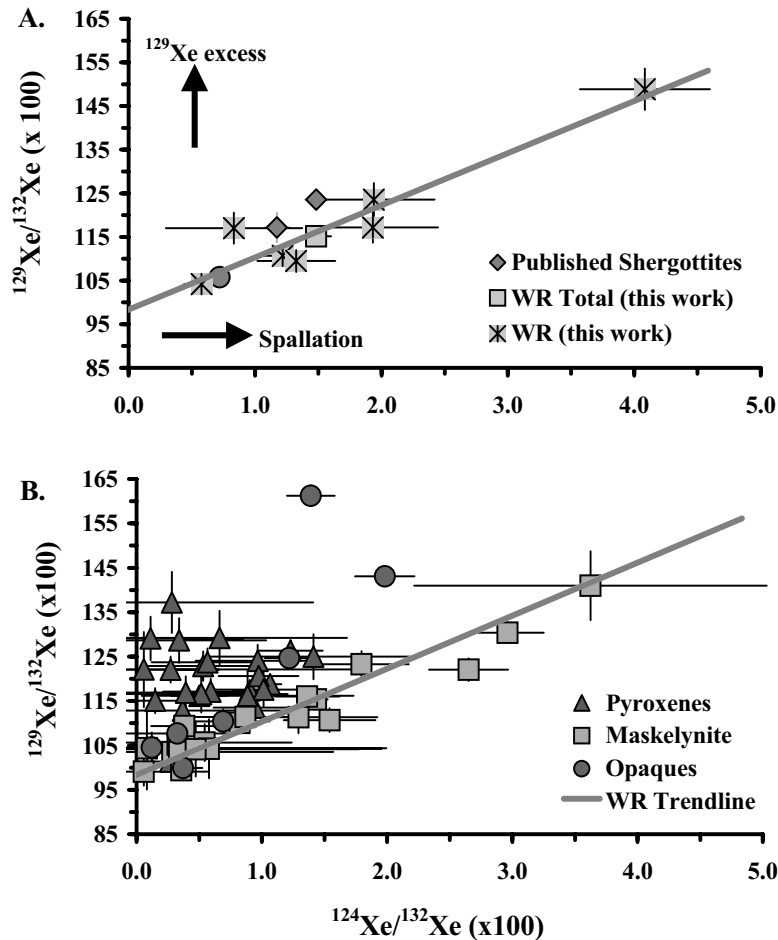 A.
165
155
145
135
125
115
105
95
85
¹²⁹Xe/¹³²Xe (x 100)
¹²⁹Xe excess
Spallation
Published Shergottites
WR Total (this work)
WR (this work)
0.0 1.0 2.0 3.0 4.0 5.0
B.
165
155
145
135
125
115
105
95
85
¹²⁹Xe/¹³²Xe (x100)
Pyroxenes
Maskelynite
Opaques
WR Trendline
0.0 1.0 2.0 3.0 4.0 5.0
¹²⁴Xe/¹³²Xe (x100)